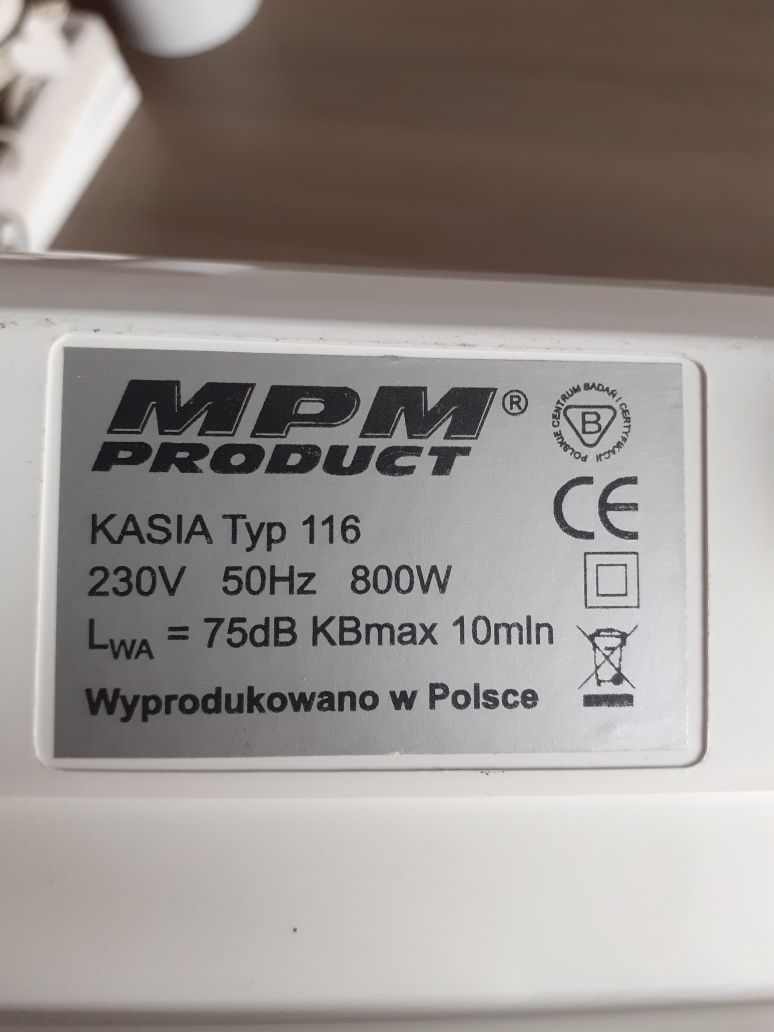 MPM®
PRODUCT
KASIA Typ 116
230V 50Hz 800W
LWA = 75dB KBmax 10mln
Wyprodukowano w Polsce
POLSKIE CENTRUM BADAŃ I CERTYFIKACJI
B
CE